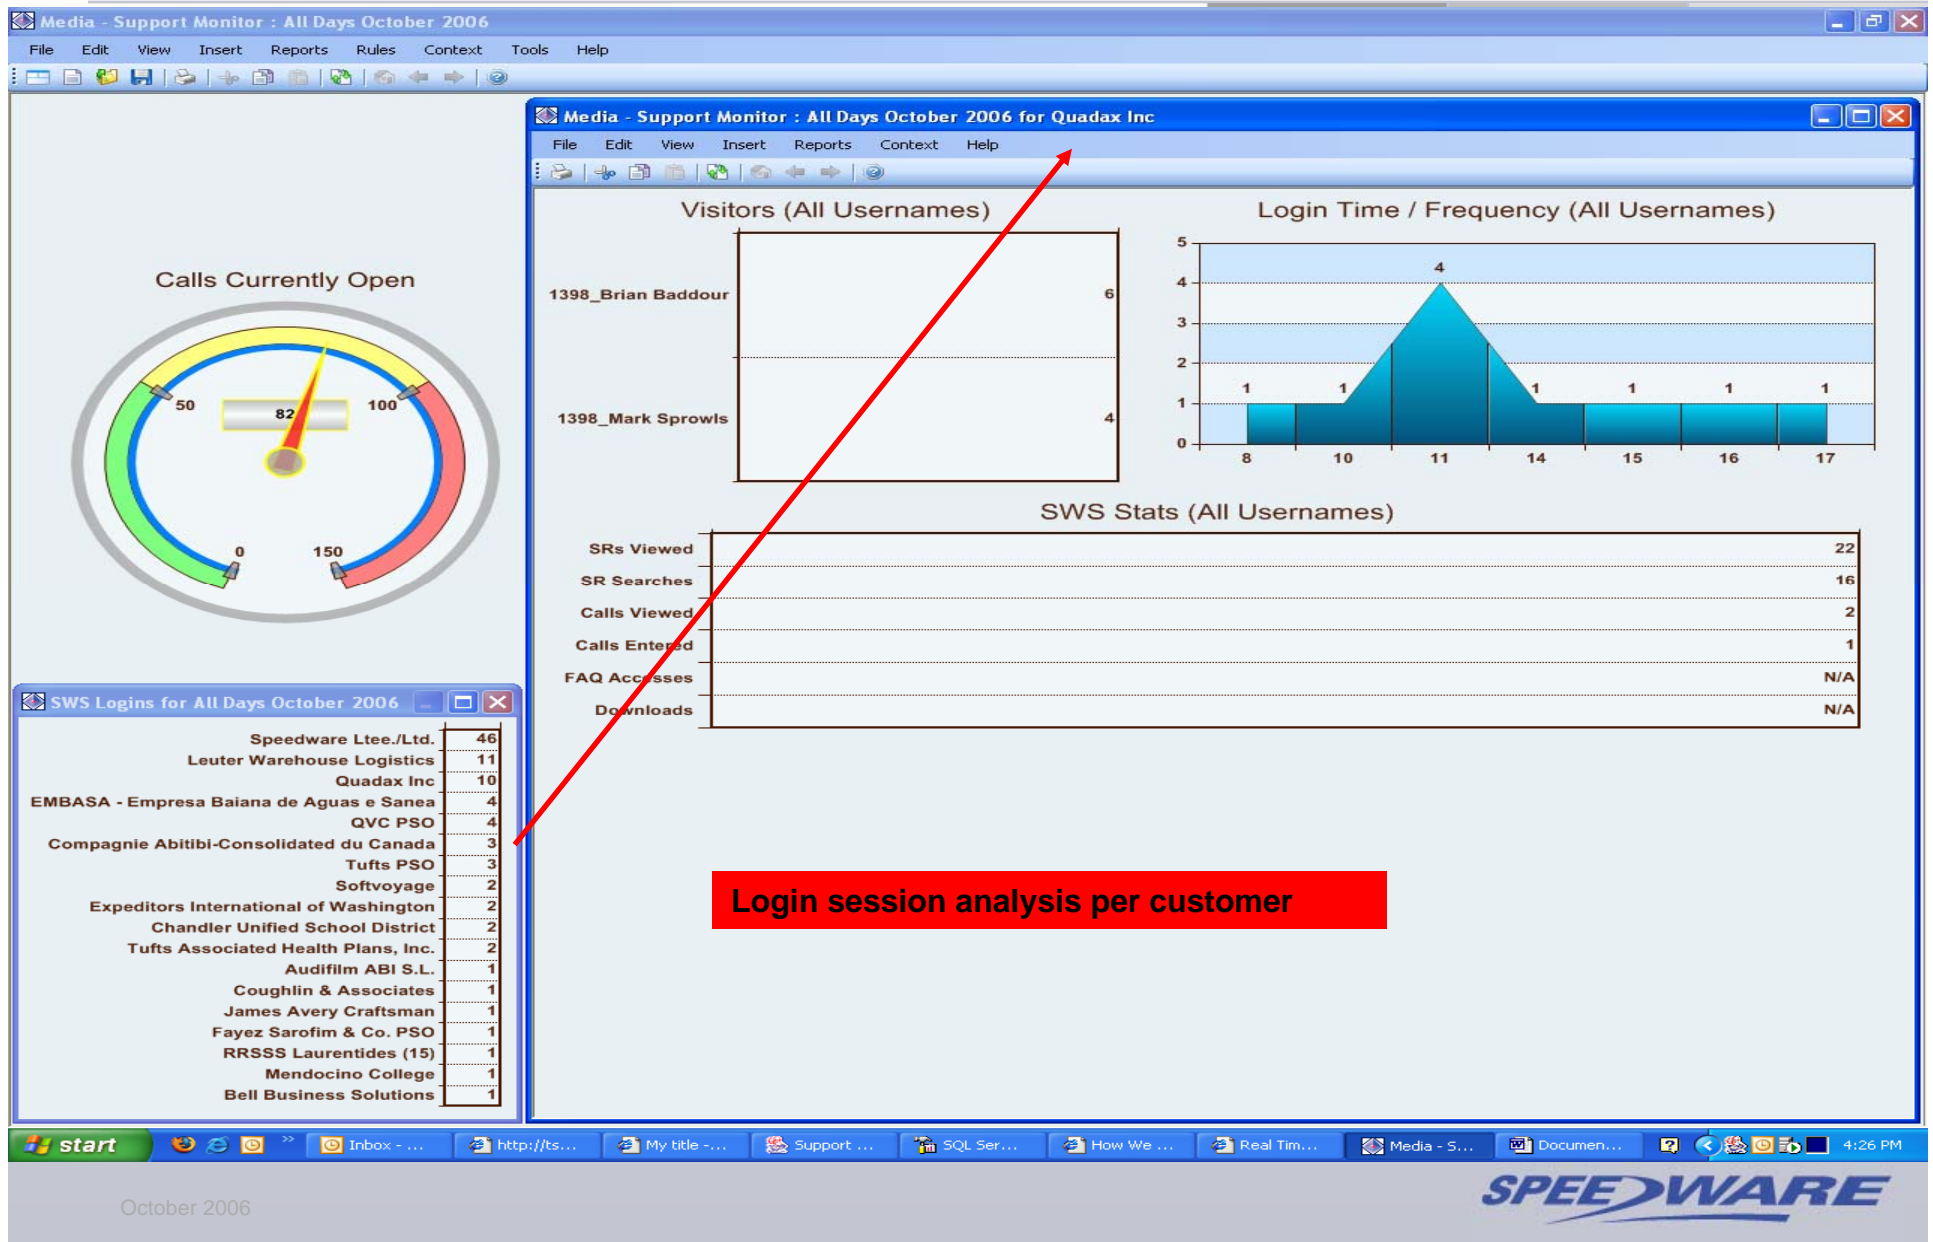 Media - Support Monitor : All Days October 2006
File Edit View Insert Reports Rules Context Tools Help
Media - Support Monitor : All Days October 2006 for Quadax Inc
File Edit View Insert Reports Context Help
Calls Currently Open
50 82 100
0 150
Visitors (All Usernames)
1398_Brian Baddour 6
1398_Mark Sprowls 4
Login Time / Frequency (All Usernames)
5
4
3
2
1
0
1 1 4 1 1 1 1
8 10 11 14 15 16 17
SWS Stats (All Usernames)
SRs Viewed 22
SR Searches 16
Calls Viewed 2
Calls Entered 1
FAQ Accesses N/A
Downloads N/A
SWS Logins for All Days October 2006
Speedware Ltee./Ltd. 46
Leuter Warehouse Logistics 11
Quadax Inc 10
EMBASA - Empresa Baiana de Aguas e Sanea 4
QVC PSO 4
Compagnie Abitibi-Consolidated du Canada 3
Tufts PSO 3
Softvoyage 2
Expeditors International of Washington 2
Chandler Unified School District 2
Tufts Associated Health Plans, Inc. 2
Audifilm ABI S.L. 1
Coughlin & Associates 1
James Avery Craftsman 1
Fayez Sarofim & Co. PSO 1
RRSSS Laurentides (15) 1
Mendocino College 1
Bell Business Solutions 1
Login session analysis per customer
start Inbox - ... http://ts... My title -... Support ... SQL Ser... How We ... Real Tim... Media - S... Documen... 4:26 PM
October 2006
SPEEDWARE